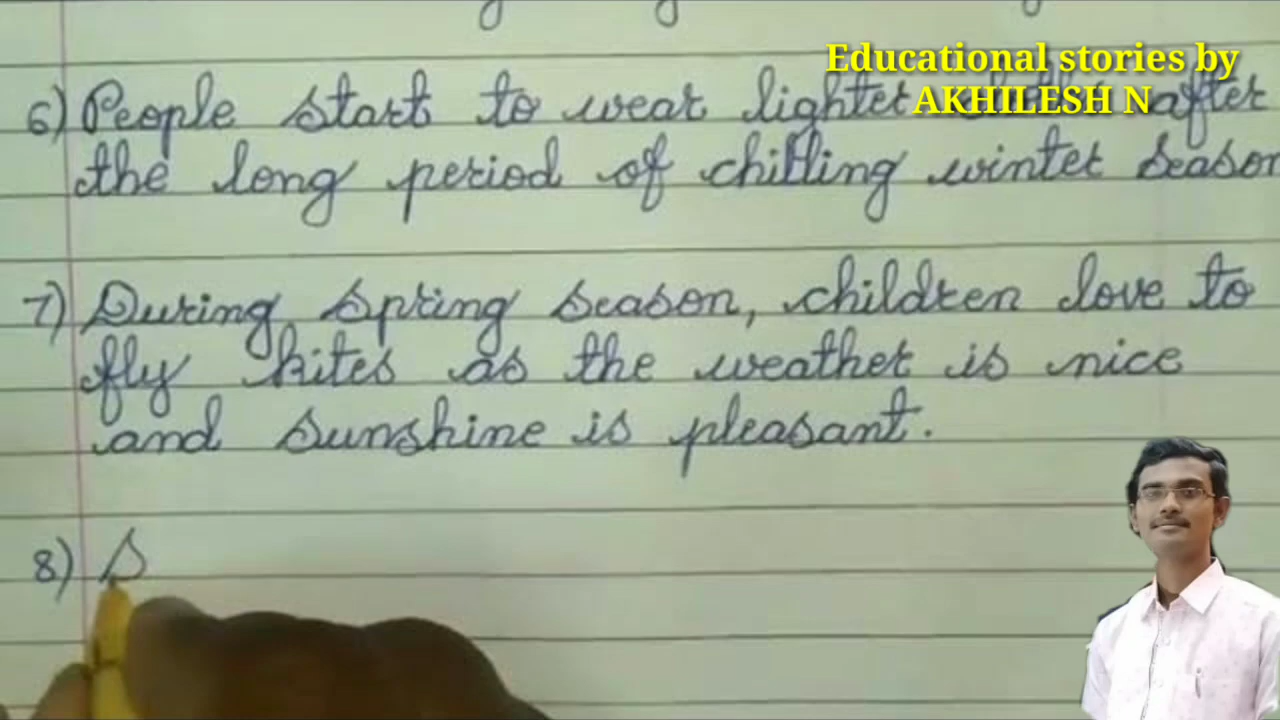 Educational stories by
AKHILESH N
6) People start to wear lighter after
the long period of chilling winter season
7) During spring season, children love to
fly kites as the weather is nice
and sunshine is pleasant.
8) S